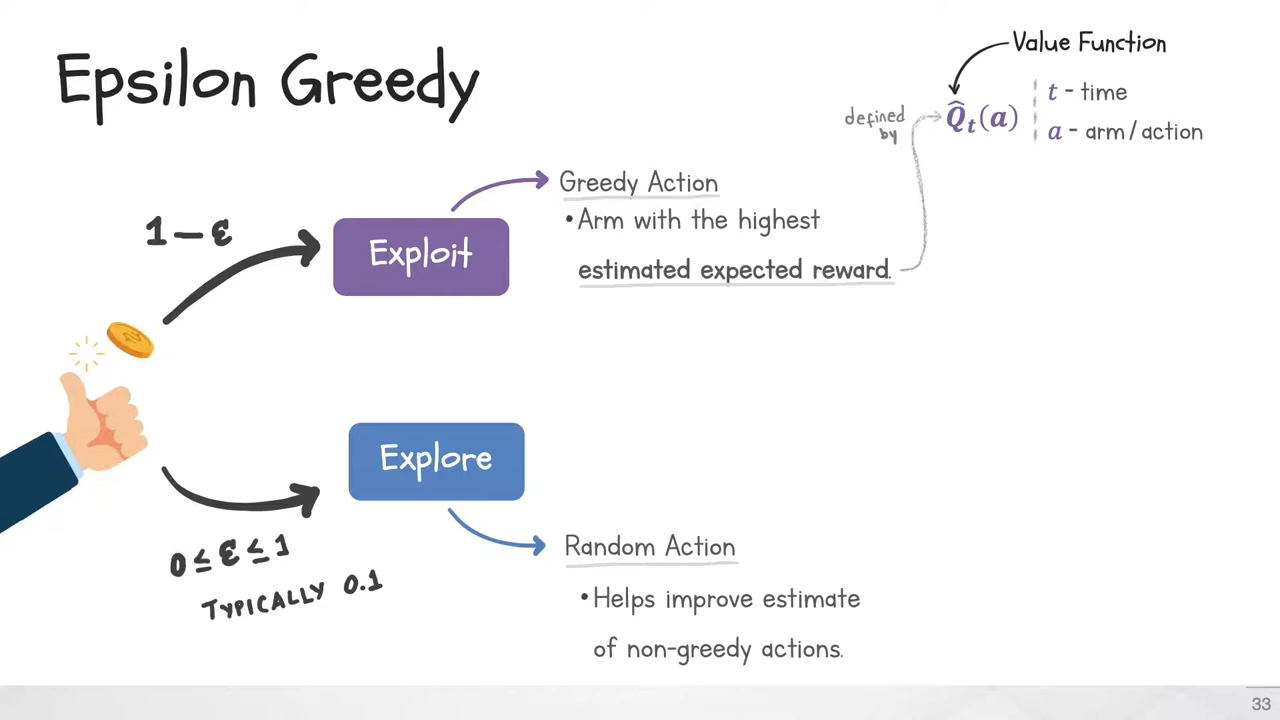 Epsilon Greedy
Value Function
defined
by
Q̂ₜ(a)
t - time
a - arm/action
1 – ε
Exploit
Greedy Action
•Arm with the highest
estimated expected reward.
Explore
0 ≤ ε ≤ 1
TYPICALLY 0.1
Random Action
•Helps improve estimate
of non-greedy actions.
33